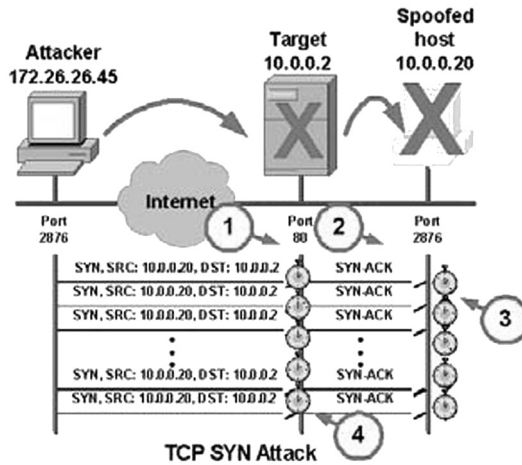 Attacker
172.26.26.45
Target
10.0.0.2
Spoofed
host
10.0.0.20
Internet
Port
2876
1
Port
80
2
Port
2876
SYN, SRC: 10.0.0.20, DST: 10.0.0.2
SYN-ACK
SYN, SRC: 10.0.0.20, DST: 10.0.0.2
SYN-ACK
SYN, SRC: 10.0.0.20, DST: 10.0.0.2
SYN-ACK
3
SYN, SRC: 10.0.0.20, DST: 10.0.0.2
SYN-ACK
SYN, SRC: 10.0.0.20, DST: 10.0.0.2
SYN-ACK
4
TCP SYN Attack